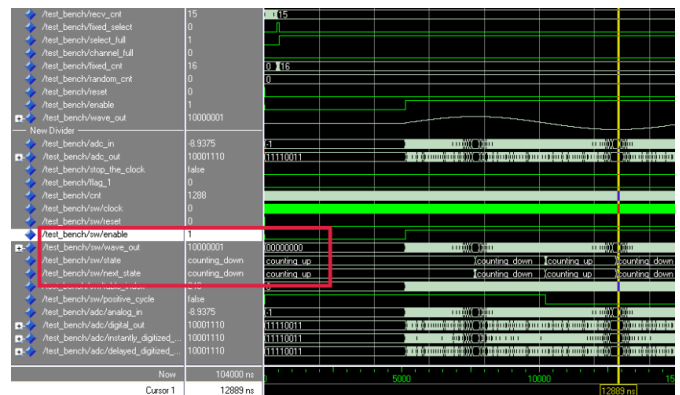 /test_bench/recv_cnt 15 15
/test_bench/fixed_select 0
/test_bench/select_full 1
/test_bench/channel_full 0
/test_bench/fixed_cnt 16 0 16
/test_bench/random_cnt 0 0
/test_bench/reset 0
/test_bench/enable 1
/test_bench/wave_out 10000001
New Divider
/test_bench/adc_in -8.9375 -1
/test_bench/adc_out 10001110 11110011
/test_bench/stop_the_clock false
/test_bench/flag_1 0
/test_bench/cnt 1288
/test_bench/sw/clock 0
/test_bench/sw/reset 0
/test_bench/sw/enable 1
/test_bench/sw/wave_out 10000001 00000000
/test_bench/sw/state counting_down counting_up counting_down counting_up counting_down
/test_bench/sw/next_state counting_down counting_up counting_down counting_up counting_down
/test_bench/sw/positive_cycle false
/test_bench/adc/analog_in -8.9375 -1
/test_bench/adc/digital_out 10001110 11110011
/test_bench/adc/instantly_digitized_... 10001110 11110011
/test_bench/adc/delayed_digitized_... 10001110 11110011
Now 104000 ns 5000 10000 15
Cursor 1 12889 ns 12889 ns